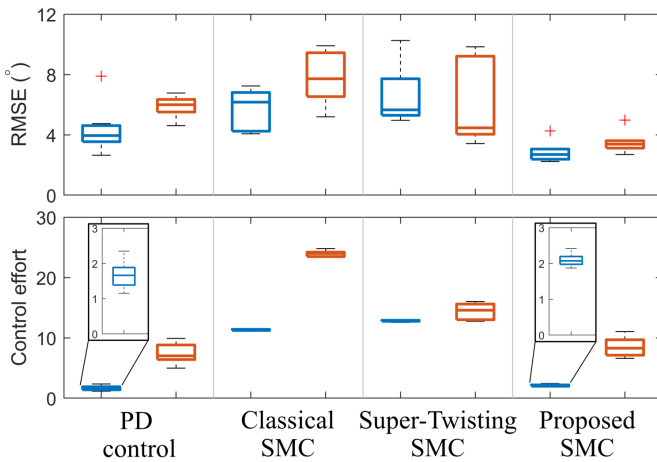 12
8
4
0
RMSE (°)
30
20
10
0
Control effort
3
2
1
0
3
2
1
0
PD control
Classical SMC
Super-Twisting SMC
Proposed SMC